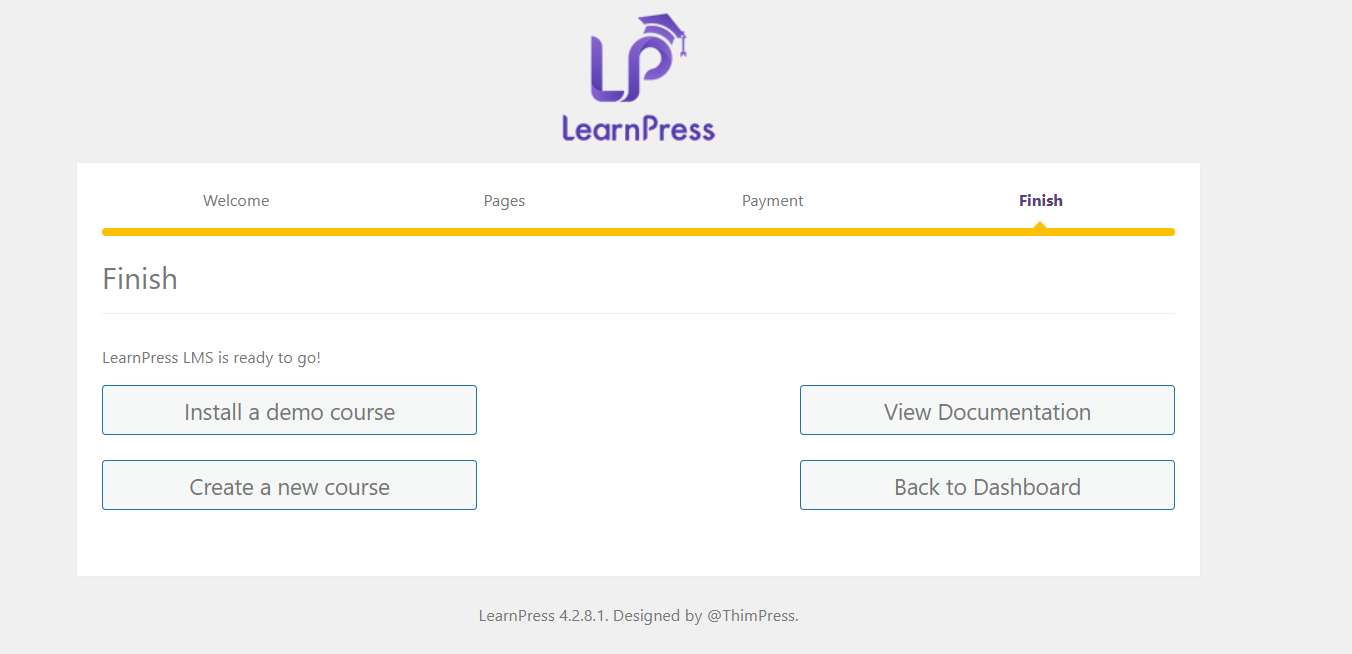 LP
LearnPress
Welcome
Pages
Payment
Finish
Finish
LearnPress LMS is ready to go!
Install a demo course
View Documentation
Create a new course
Back to Dashboard
LearnPress 4.2.8.1. Designed by @ThimPress.